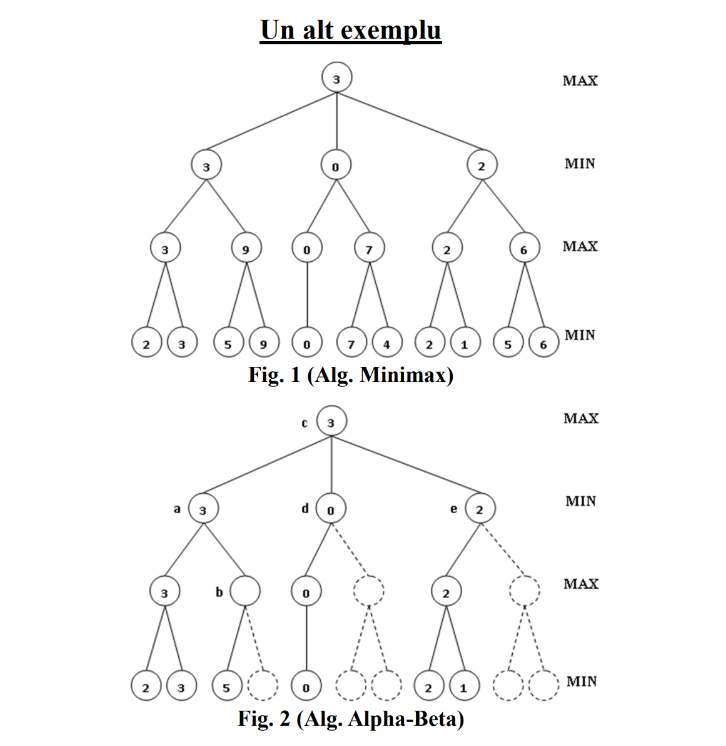 Un alt exemplu
3 MAX
3 0 2 MIN
3 9 0 7 2 6 MAX
2 3 5 9 0 7 4 2 1 5 6 MIN
Fig. 1 (Alg. Minimax)
c 3 MAX
a 3 d 0 e 2 MIN
3 b 0 2 MAX
2 3 5 0 2 1 MIN
Fig. 2 (Alg. Alpha-Beta)